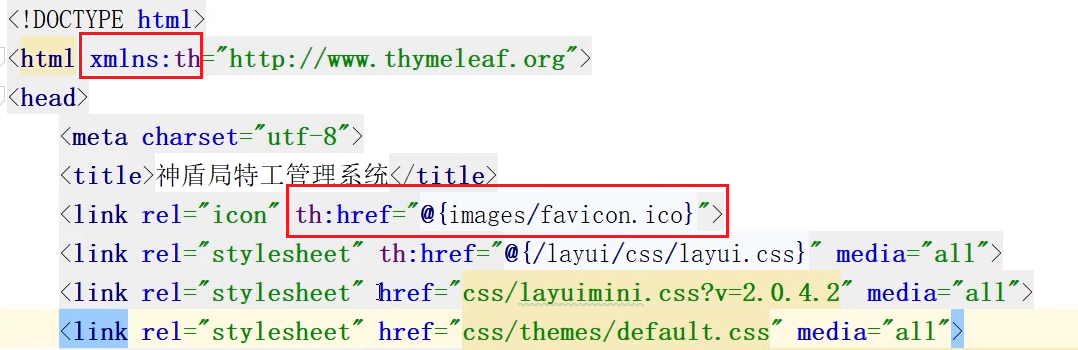 <!DOCTYPE html>
<html xmlns:th="http://www.thymeleaf.org">
<head>
<meta charset="utf-8">
<title>神盾局特工管理系统</title>
<link rel="icon" th:href="@{images/favicon.ico}">
<link rel="stylesheet" th:href="@{/layui/css/layui.css}" media="all">
<link rel="stylesheet" href="css/layuimini.css?v=2.0.4.2" media="all">
<link rel="stylesheet" href="css/themes/default.css" media="all">